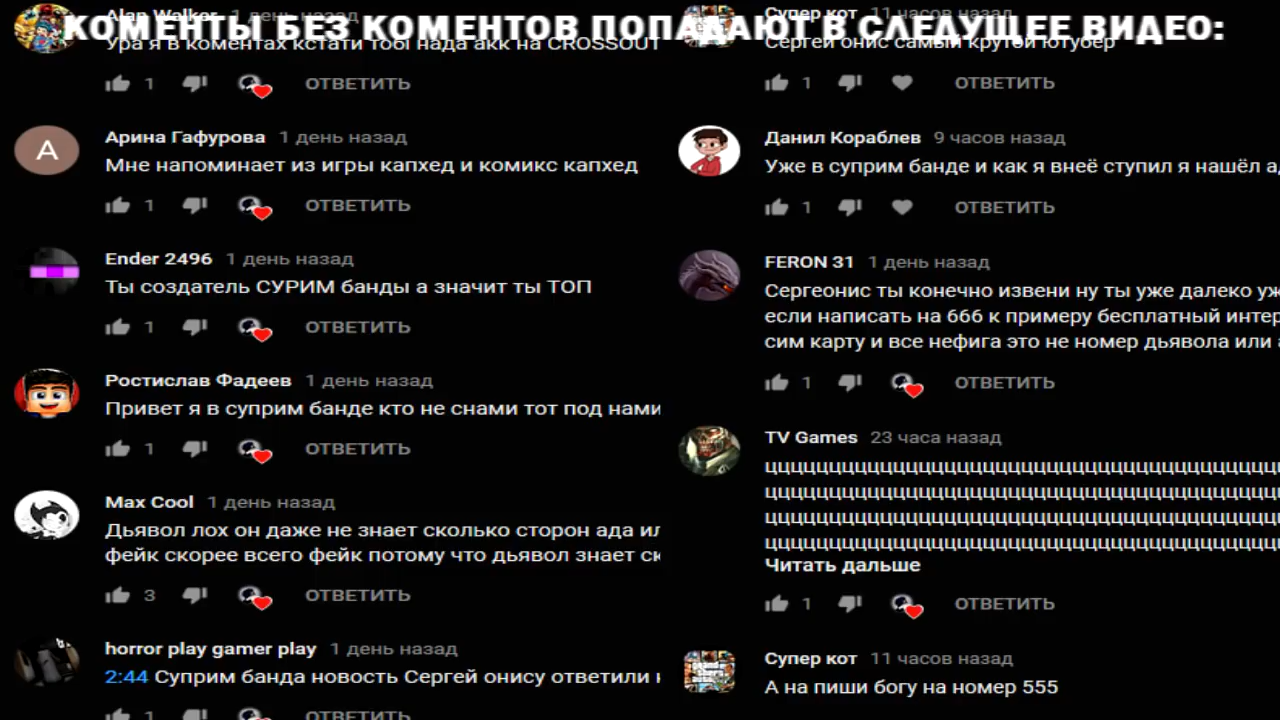 КОМЕНТЫ БЕЗ КОМЕНТОВ ПОПАДАЮТ В СЛЕДУЩЕЕ ВИДЕО:
Alan Walker 1 день назад
Ура я в коментах кстати тобі нада акк на CROSSOUT
1 ОТВЕТИТЬ
А
Арина Гафурова 1 день назад
Мне напоминает из игры капхед и комикс капхед
1 ОТВЕТИТЬ
Ender 2496 1 день назад
Ты создатель СУРИМ банды а значит ты ТОП
1 ОТВЕТИТЬ
Ростислав Фадеев 1 день назад
Привет я в суприм банде кто не снами тот под нами
1 ОТВЕТИТЬ
Max Cool 1 день назад
Дьявол лох он даже не знает сколько сторон ада
фейк скорее всего фейк потому что дьявол знает
3 ОТВЕТИТЬ
horror play gamer play 1 день назад
2:44 Суприм банда новость Сергей онису ответили
1 ОТВЕТИТЬ
Супер кот 11 часов назад
Сергей онис самый крутой ютубер
1 ОТВЕТИТЬ
Данил Кораблев 9 часов назад
Уже в суприм банде и как я внеё ступил я нашёл
1 ОТВЕТИТЬ
FERON 31 1 день назад
Сергеонис ты конечно извени ну ты уже далеко
если написать на 666 к примеру бесплатный
сим карту и все нефига это не номер дьявола или
1 ОТВЕТИТЬ
TV Games 23 часа назад
цццццццццццццццццццццццццццццццццццццццц
цццццццццццццццццццццццццццццццццццццццц
цццццццццццццццццццццццццццццццццццццццц
цццццццццццццццццццццццццццццццццццццццц
Читать дальше
1 ОТВЕТИТЬ
Супер кот 11 часов назад
А на пиши богу на номер 555